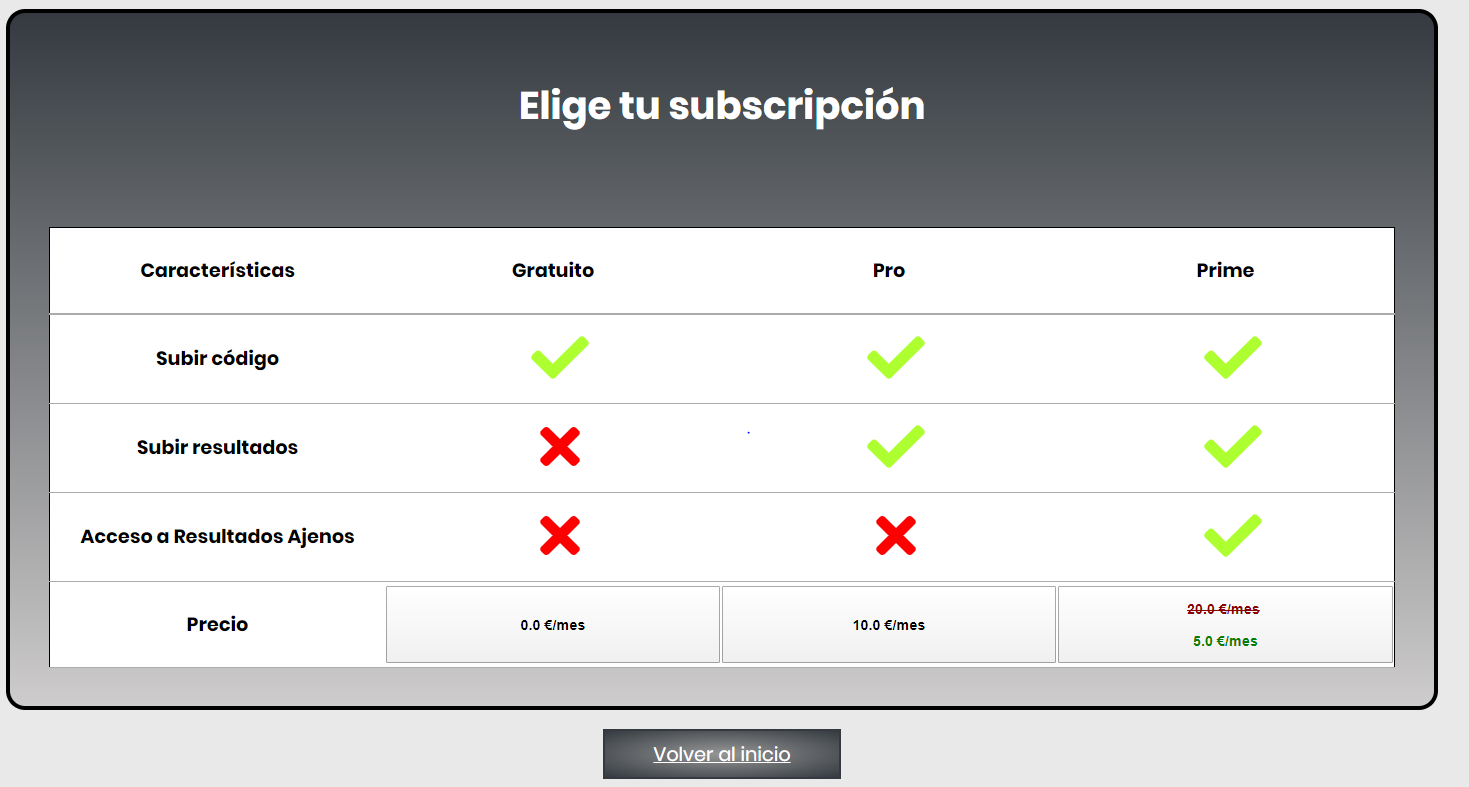 Elige tu subscripción
Características Gratuito Pro Prime
Subir código
Subir resultados
Acceso a Resultados Ajenos
Precio 0.0 €/mes 10.0 €/mes 20.0 €/mes
5.0 €/mes
Volver al inicio